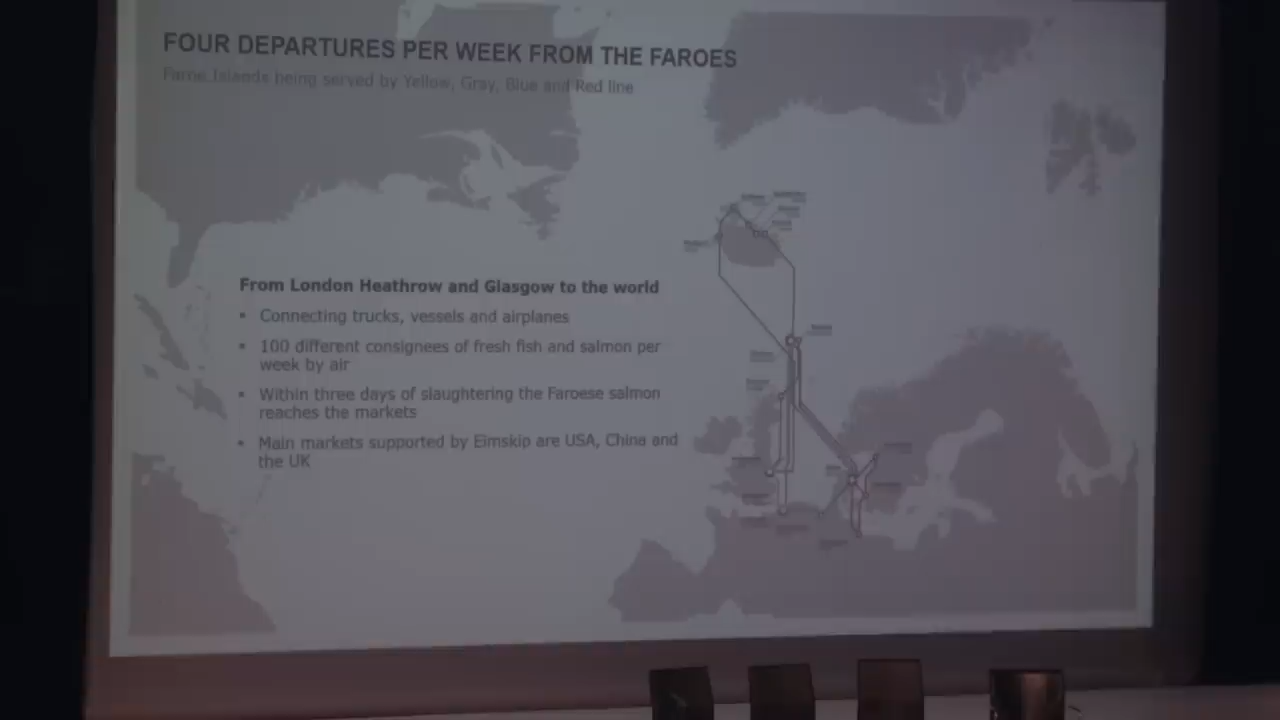 FOUR DEPARTURES PER WEEK FROM THE FAROES
Faroe Islands being served by Yellow, Gray, Blue and Red line
From London Heathrow and Glasgow to the world
▪ Connecting trucks, vessels and airplanes
▪ 100 different consignees of fresh fish and salmon per
week by air
▪ Within three days of slaughtering the Faroese salmon
reaches the markets
▪ Main markets supported by Eimskip are USA, China and
the UK